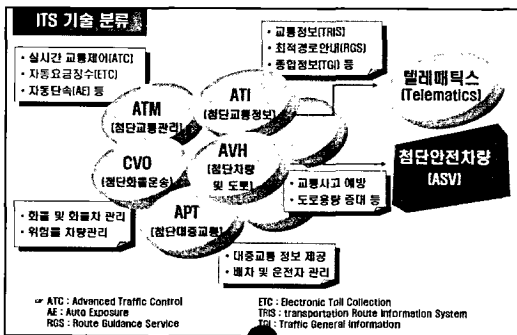 ITS 기술 분류
• 실시간 교통제어(ATC)
• 자동요금징수(ETC)
• 자동단속(AE) 등
• 교통정보(TRIS)
• 최적경로안내(RGS)
• 종합정보(TGI) 등
텔레패틱스
(Telematics)
ATM
(첨단교통관리)
ATI
(첨단교통정보)
CVO
(첨단화물운송)
AVH
(첨단차량
및 도로)
APT
(첨단대중교통)
첨단안전차량
(ASV)
• 교통사고 예방
• 도로용량 증대 등
• 화물 및 화물차 관리
• 위험물 차량관리
• 대중교통 정보 제공
• 배차 및 운전자 관리
☞ ATC : Advanced Traffic Control
AE : Auto Exposure
RGS : Route Guidance Service
ETC : Electronic Toll Collection
TRIS : transportation Route Information System
TGI : Traffic General Information